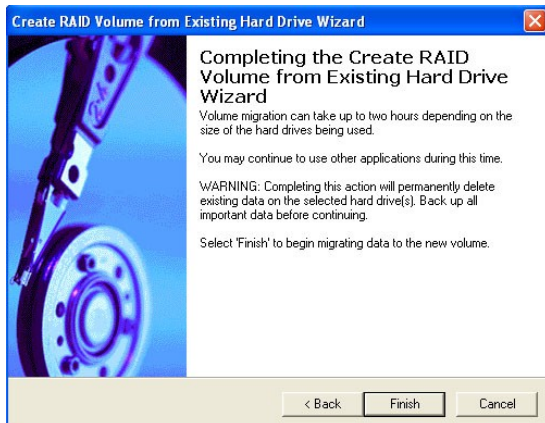 Create RAID Volume from Existing Hard Drive Wizard
Completing the Create RAID
Volume from Existing Hard Drive
Wizard
Volume migration can take up to two hours depending on the
size of the hard drives being used.
You may continue to use other applications during this time.
WARNING: Completing this action will permanently delete
existing data on the selected hard drive(s). Back up all
important data before continuing.
Select 'Finish' to begin migrating data to the new volume.
< Back
Finish
Cancel